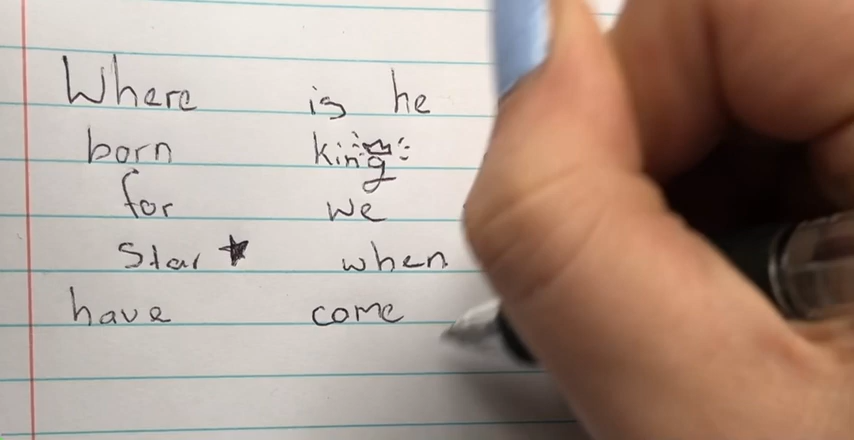 Where is he
born king
for we
Star when
have come